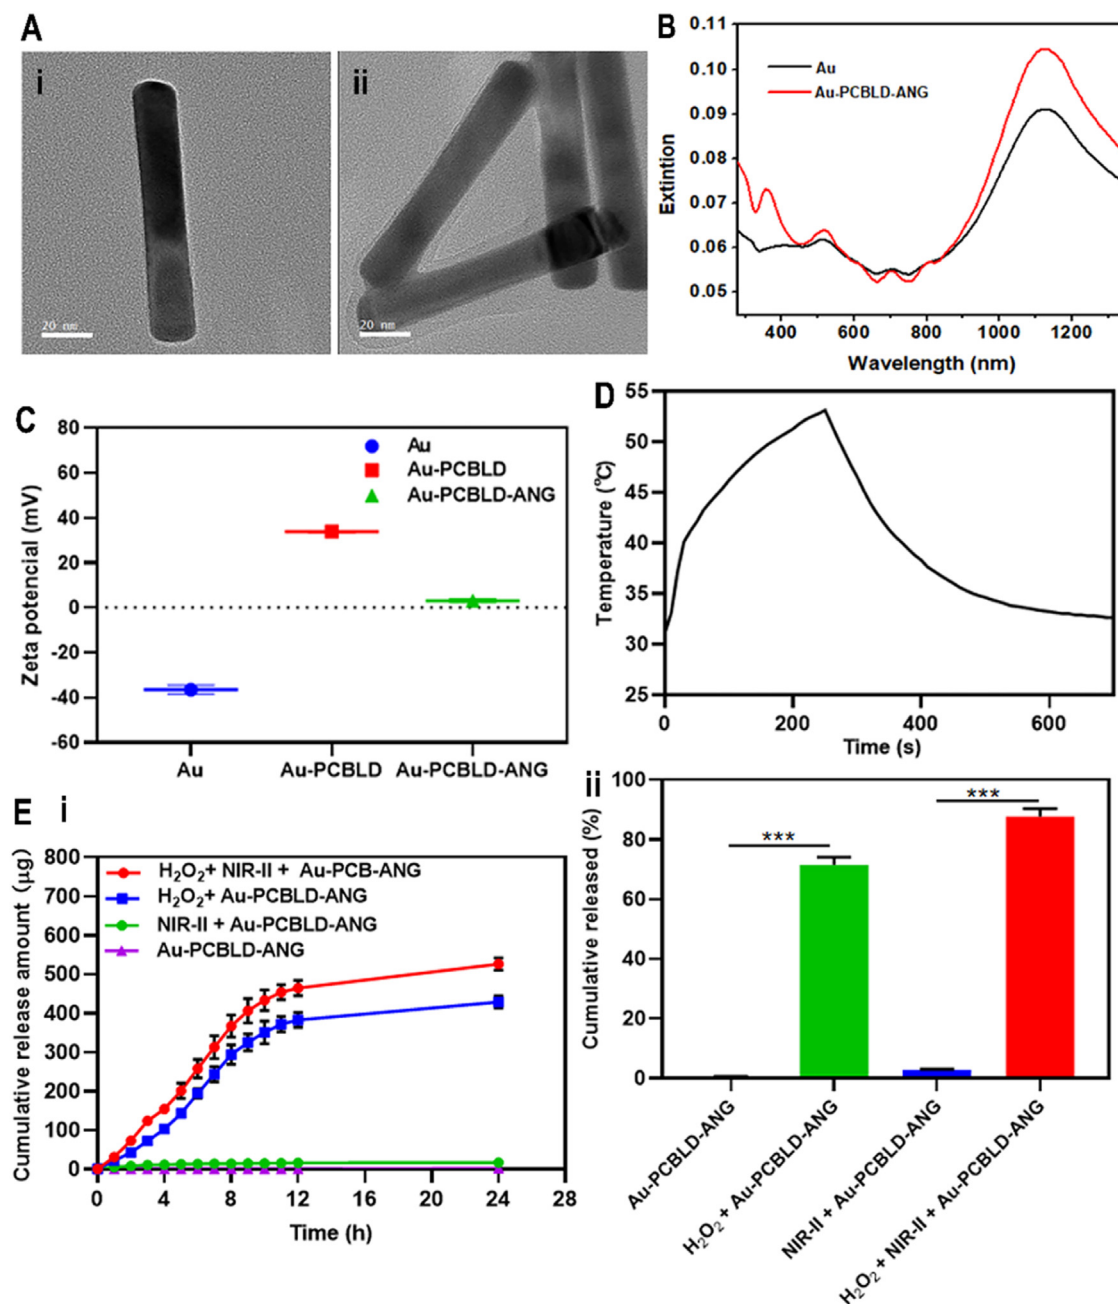 A
i
20 nm
ii
20 nm
B
Au
Au-PCBLD-ANG
0.11
0.10
0.09
0.08
0.07
0.06
0.05
Extintion
400 600 800 1000 1200
Wavelength (nm)
C
Au
Au-PCBLD
Au-PCBLD-ANG
80
60
40
20
0
-20
-40
-60
Zeta potencial (mV)
Au Au-PCBLD Au-PCBLD-ANG
D
55
50
45
40
35
30
25
Temperature (°C)
0 200 400 600
Time (s)
E i
H₂O₂+ NIR-II + Au-PCB-ANG
H₂O₂+ Au-PCBLD-ANG
NIR-II + Au-PCBLD-ANG
Au-PCBLD-ANG
800
700
600
500
400
300
200
100
0
Cumulative release amount (μg)
0 4 8 12 16 20 24 28
Time (h)
ii
***
***
100
80
60
40
20
0
Cumulative released (%)
Au-PCBLD-ANG
H₂O₂ + Au-PCBLD-ANG
NIR-II + Au-PCBLD-ANG
H₂O₂ + NIR-II + Au-PCBLD-ANG